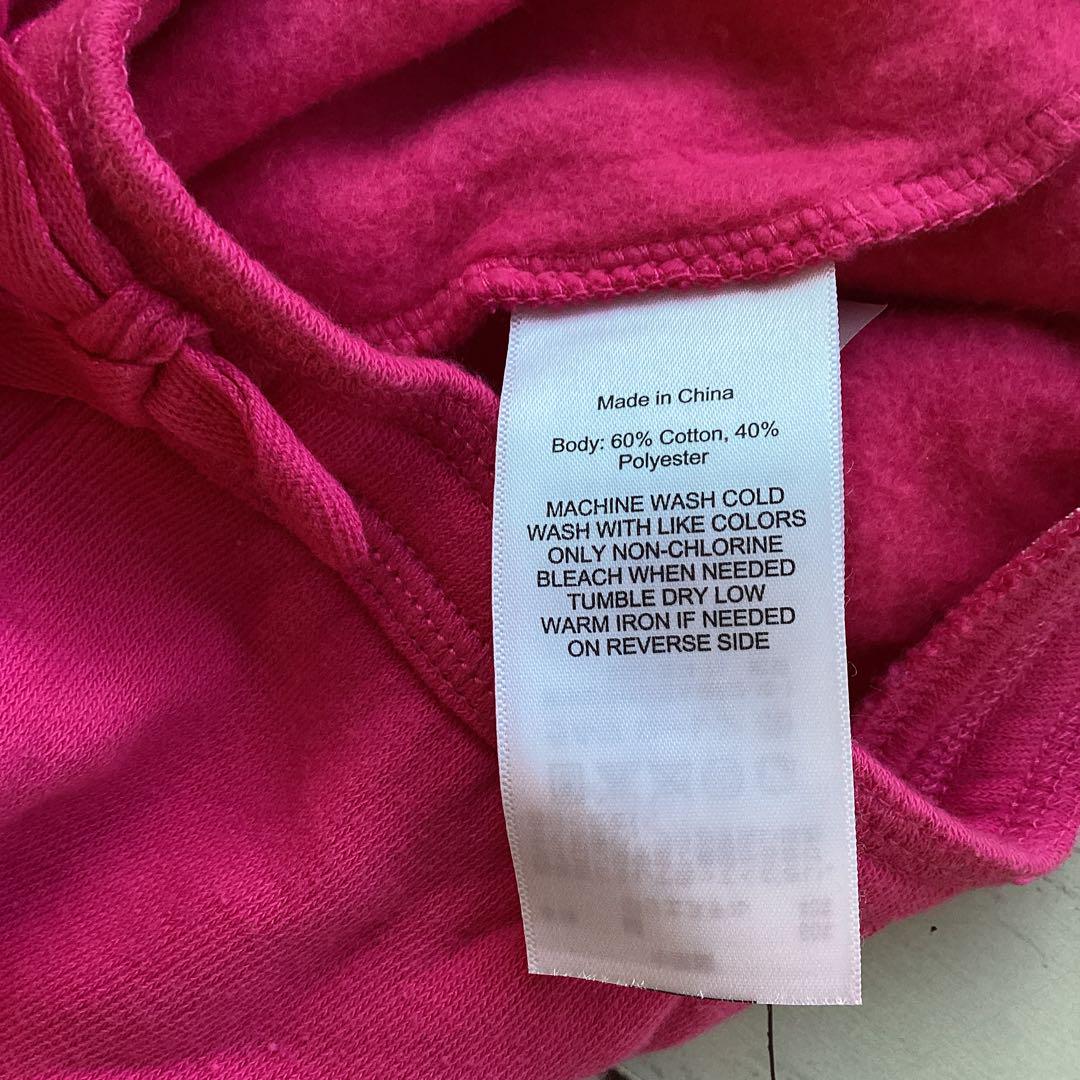 Made in China
Body: 60% Cotton, 40%
Polyester
MACHINE WASH COLD
WASH WITH LIKE COLORS
ONLY NON-CHLORINE
BLEACH WHEN NEEDED
TUMBLE DRY LOW
WARM IRON IF NEEDED
ON REVERSE SIDE